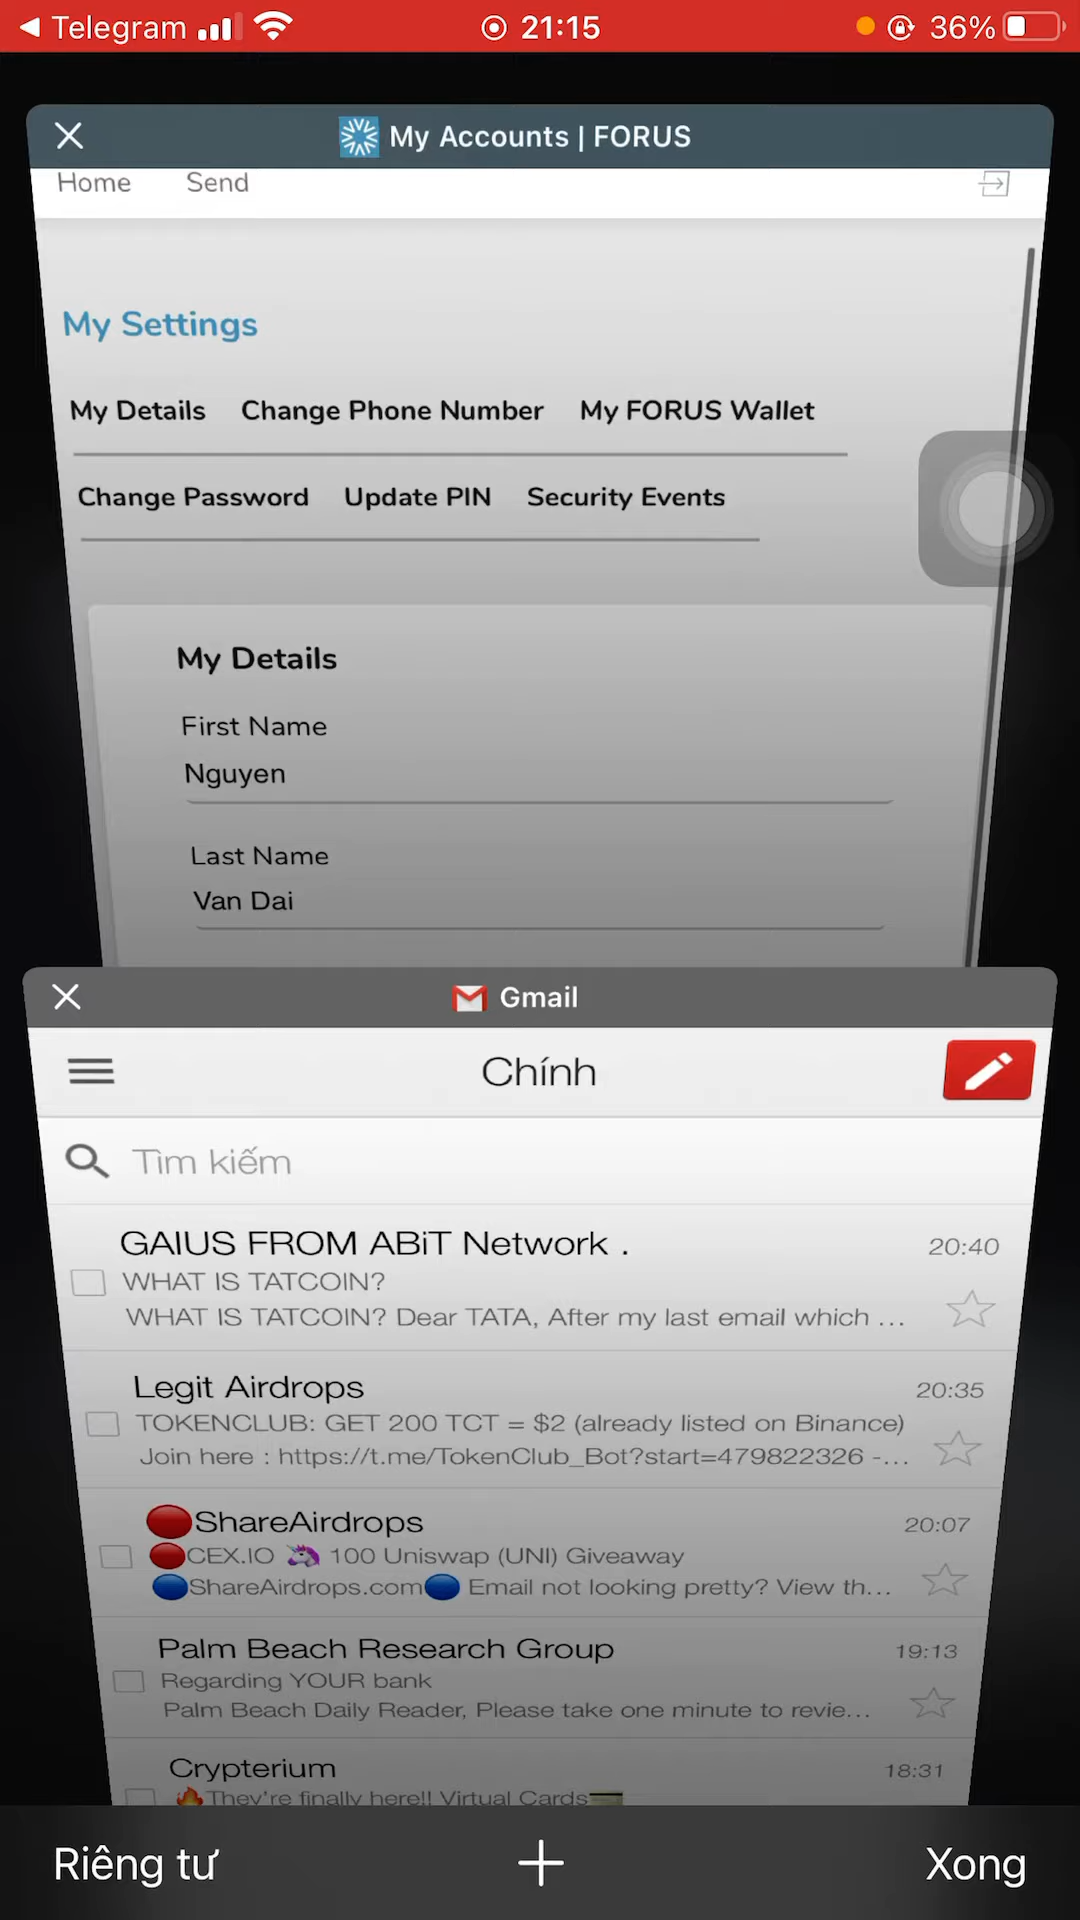 Telegram 21:15 36%
My Accounts | FORUS
Home Send
My Settings
My Details Change Phone Number My FORUS Wallet
Change Password Update PIN Security Events
My Details
First Name
Nguyen
Last Name
Van Dai
Gmail
Chính
Tìm kiếm
GAIUS FROM ABiT Network . 20:40
WHAT IS TATCOIN?
WHAT IS TATCOIN? Dear TATA, After my last email which ...
Legit Airdrops 20:35
TOKENCLUB: GET 200 TCT = $2 (already listed on Binance)
Join here : https://t.me/TokenClub_Bot?start=479822326 -...
🔴ShareAirdrops 20:07
🔴CEX.IO 🦄 100 Uniswap (UNI) Giveaway
🔵ShareAirdrops.com🔵 Email not looking pretty? View th...
Palm Beach Research Group 19:13
Regarding YOUR bank
Palm Beach Daily Reader, Please take one minute to revie...
Crypterium 18:31
🔥They're finally here!! Virtual Cards💳
Riêng tư + Xong